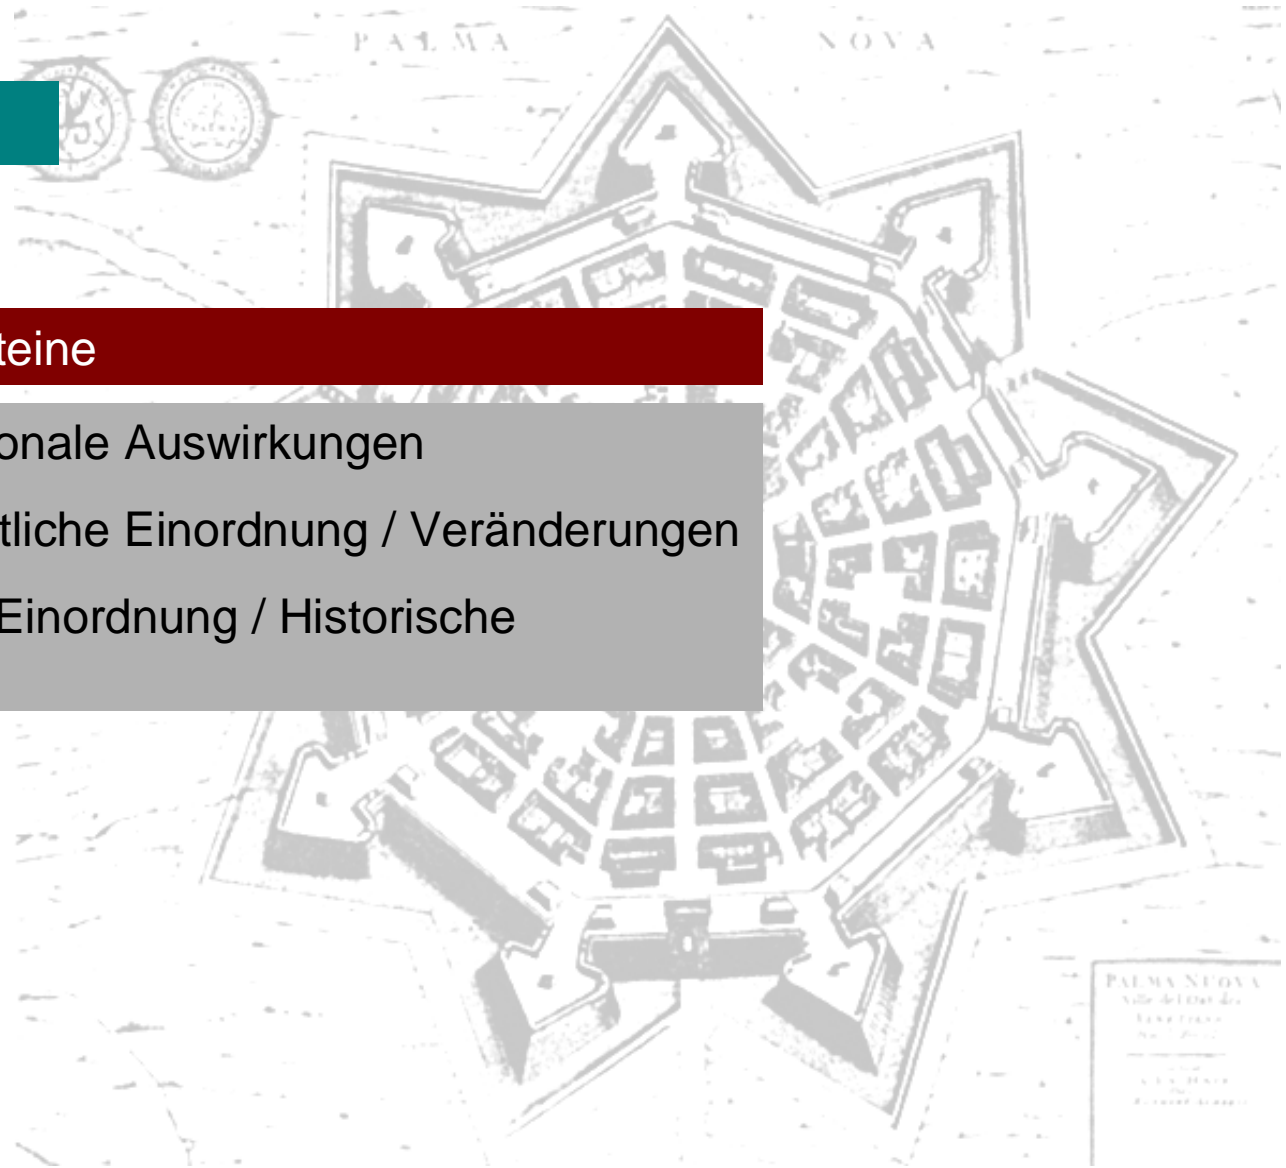 PALMA NOVA
teine
onale Auswirkungen
tliche Einordnung / Veränderungen
Einordnung / Historische
PALMA NUOVA